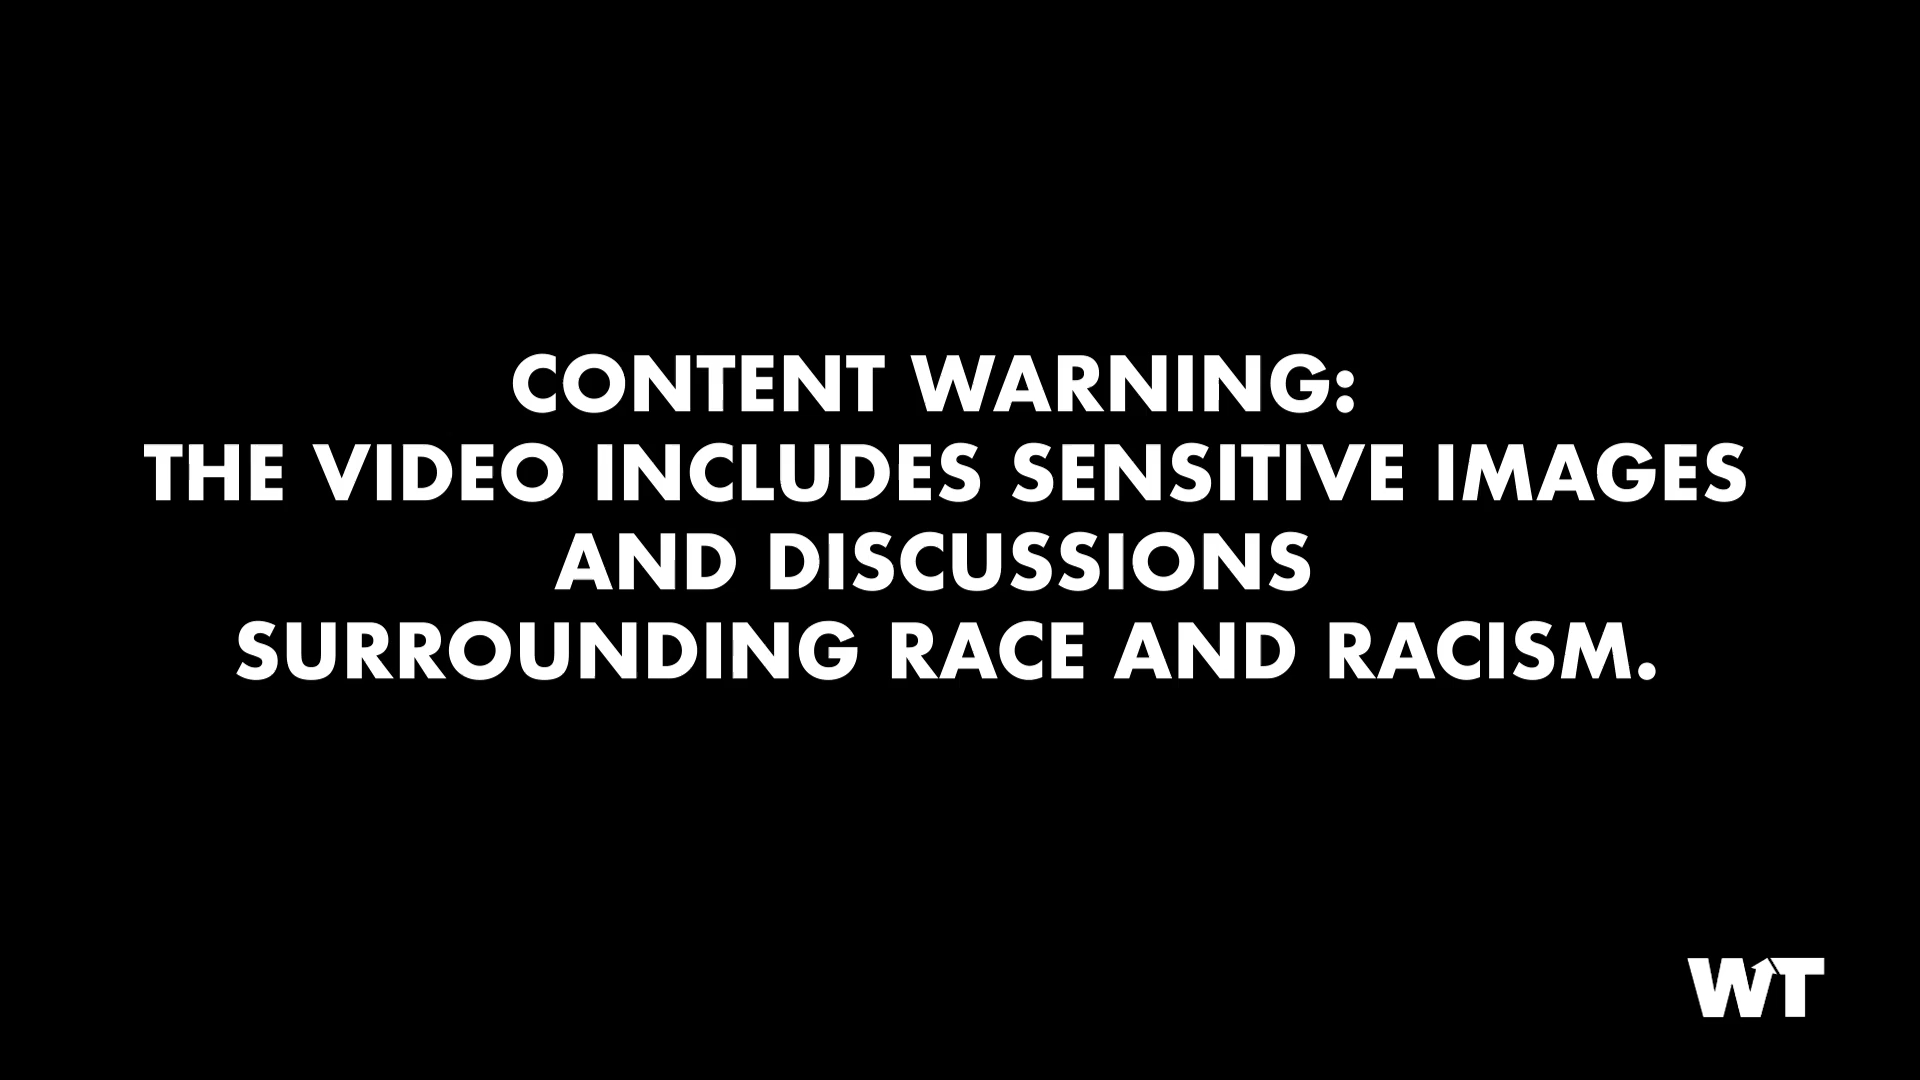 CONTENT WARNING:
THE VIDEO INCLUDES SENSITIVE IMAGES
AND DISCUSSIONS
SURROUNDING RACE AND RACISM.
WT